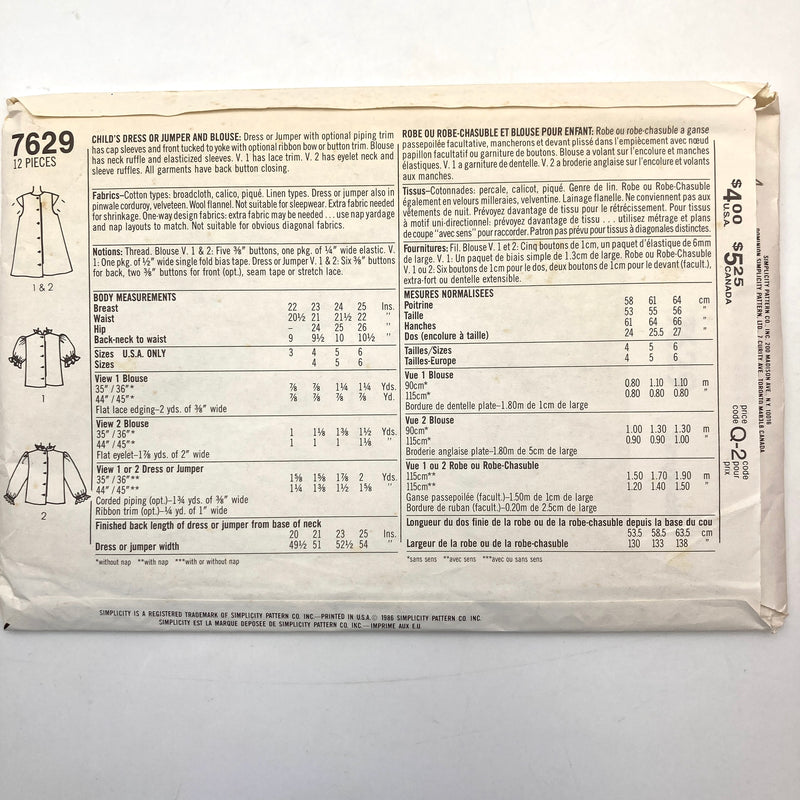 7629
12 PIECES
1 & 2
1
2
CHILD'S DRESS OR JUMPER AND BLOUSE: Dress or Jumper with optional piping trim
has cap sleeves and front tucked to yoke with optional ribbon bow or button trim. Blouse
has neck ruffle and elasticized sleeves. V. 1 has lace trim. V. 2 has eyelet neck and
sleeve ruffles. All garments have back button closing.
Fabrics–Cotton types: broadcloth, calico, piqué. Linen types. Dress or jumper also in
pinwale corduroy, velveteen. Wool flannel. Not suitable for sleepwear. Extra fabric needed
for shrinkage. One-way design fabrics: extra fabric may be needed . . . use nap yardage
and nap layouts to match. Not suitable for obvious diagonal fabrics.
Notions: Thread. Blouse V. 1 & 2: Five ⅜" buttons, one pkg. of ¼" wide elastic. V.
1: One pkg. of ½" wide single fold bias tape. Dress or Jumper V. 1 & 2: Six ⅜" buttons
for back, two ⅜" buttons for front (opt.), seam tape or stretch lace.
BODY MEASUREMENTS
Breast 22 23 24 25 Ins.
Waist 20½ 21 21½ 22 "
Hip – 24 25 26 "
Back-neck to waist 9 9½ 10 10½ "
Sizes U.S.A. ONLY 3 4 5 6
Sizes 4 5 6
View 1 Blouse
35" /36"* ⅞ ⅞ 1¼ 1¼ Yds.
44" /45"* ⅞ ⅞ ⅞ ⅞ Yd.
Flat lace edging–2 yds. of ⅜" wide
View 2 Blouse
35" /36"* 1 1⅛ 1⅜ 1½ Yds.
44" /45"* 1 1 1 1⅛ "
Flat eyelet–1⅞ yds. of 2" wide
View 1 or 2 Dress or Jumper
35" /36"** 1⅝ 1⅝ 1⅞ 2 Yds.
44" /45"** 1¼ 1⅜ 1½ 1⅝ "
Corded piping (opt.)–1¾ yds. of ⅜" wide
Ribbon trim (opt.)–¼ yd. of 1" wide
Finished back length of dress or jumper from base of neck
20 21 23 25 Ins.
Dress or jumper width 49½ 51 52½ 54 "
*without nap **with nap ***with or without nap
ROBE OU ROBE-CHASUBLE ET BLOUSE POUR ENFANT: Robe ou robe-chasuble a ganse
passepoilée facultative, mancherons et devant plissé dans l'empiècement avec nœud
papillon facultatif ou garniture de boutons. Blouse a volant sur l'encolure et manches
élastiques. V. 1 a garniture de dentelle. V. 2 a broderie anglaise sur l'encolure et volants
aux manches.
Tissus–Cotonnades: percale, calicot, piqué. Genre de lin. Robe ou Robe-Chasuble
également en velours milleraies, velventine. Lainage flanelle. Ne conviennent pas aux
vêtements de nuit. Prévoyez davantage de tissu pour le rétrécissement. Pour tissus
à motif uni-directionnel: prévoyez davantage de tissu . . . utilisez métrage et plans
de coupe "avec sens" pour raccorder. Patron pas prévu pour tissus à diagonales distinctes.
Fournitures: Fil. Blouse V. 1 et 2: Cinq boutons de 1cm, un paquet d'élastique de 6mm
de large. V. 1: Un paquet de biais simple de 1.3cm de large. Robe ou Robe-Chasuble
V. 1 ou 2: Six boutons de 1cm pour le dos, deux boutons de 1cm pour le devant (facult.),
extra-fort ou dentelle extensible.
MESURES NORMALISEES
Poitrine 58 61 64 cm
Taille 53 55 56 "
Hanches 61 64 66 "
Dos (encolure à taille) 24 25.5 27 "
Tailles/Sizes 4 5 6
Tailles-Europe 4 5 6
Vue 1 Blouse
90cm* 0.80 1.10 1.10 m
115cm* 0.80 0.80 0.80 "
Bordure de dentelle plate–1.80m de 1cm de large
Vue 2 Blouse
90cm* 1.00 1.30 1.30 m
115cm* 0.90 0.90 1.00 "
Broderie anglaise plate–1.80m de 5cm de large
Vue 1 ou 2 Robe ou Robe-Chasuble
115cm** 1.50 1.70 1.90 m
115cm** 1.20 1.40 1.50 "
Ganse passepoilée (facult.)–1.50m de 1cm de large
Bordure de ruban (facult.)–0.20m de 2.5cm de large
Longueur du dos finie de la robe ou de la robe-chasuble depuis la base du cou
53.5 58.5 63.5 cm
Largeur de la robe ou de la robe-chasuble 130 133 138 "
*sans sens **avec sens ***avec ou sans sens
$4.00 U.S.A. $5.25 CANADA
price code Q-2 code pour prix
SIMPLICITY PATTERN CO. INC. 200 MADISON AVE. N.Y. 10016
DOMINION SIMPLICITY PATTERN, LTD. 7 CURITY AVE. TORONTO M4B3L8 CANADA
SIMPLICITY IS A REGISTERED TRADEMARK OF SIMPLICITY PATTERN CO. INC.—PRINTED IN U.S.A.© 1986 SIMPLICITY PATTERN CO. INC.
SIMPLICITY EST LA MARQUE DEPOSEE DE SIMPLICITY PATTERN CO. INC.—IMPRIME AUX E.U.